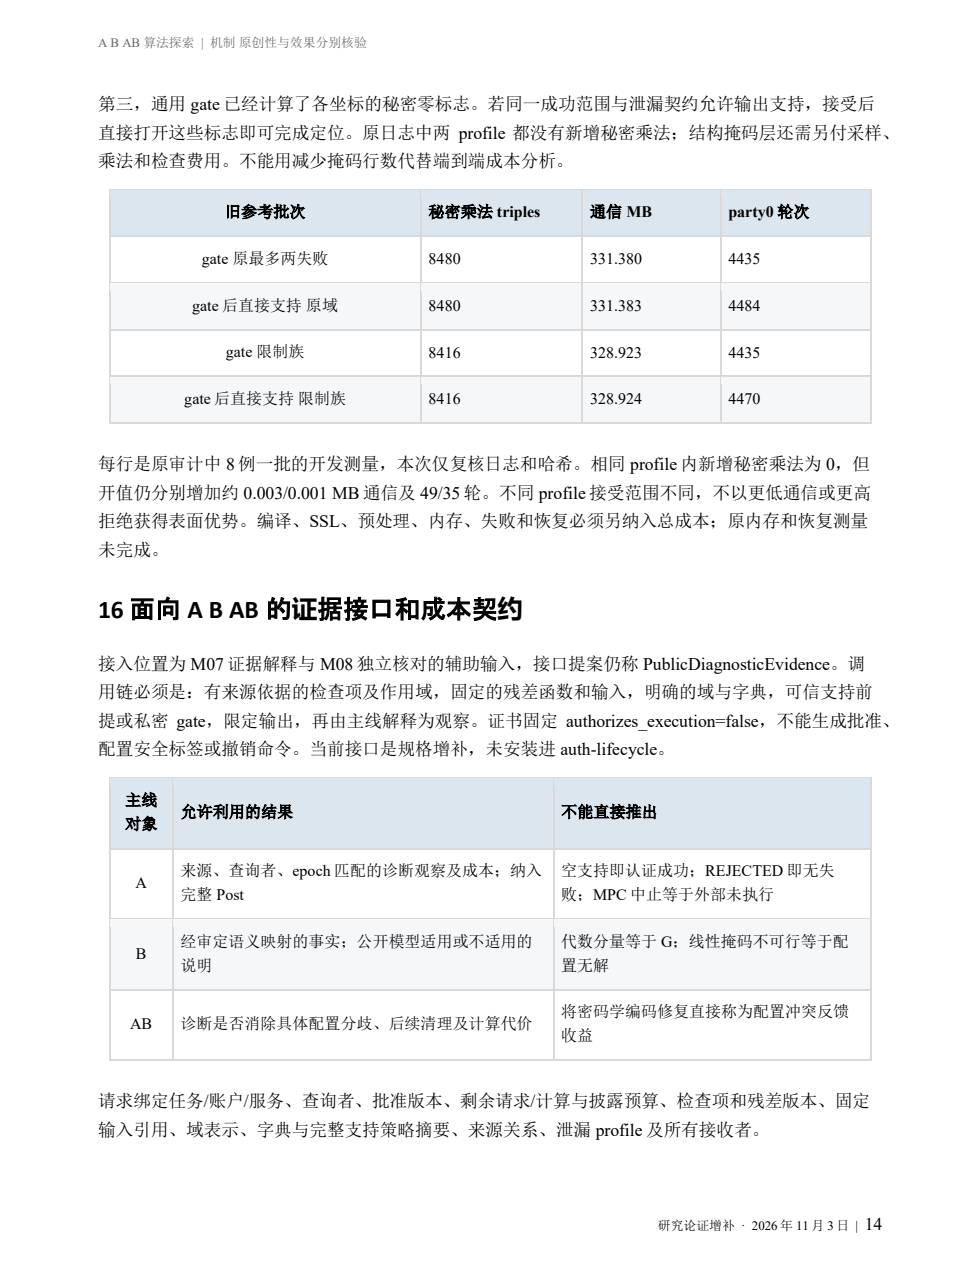 A B AB 算法探索 | 机制 原创性与效果分别核验
第三，通用 gate 已经计算了各坐标的秘密零标志。若同一成功范围与泄漏契约允许输出支持，接受后
直接打开这些标志即可完成定位。原日志中两 profile 都没有新增秘密乘法；结构掩码层还需另付采样、
乘法和检查费用。不能用减少掩码行数代替端到端成本分析。
旧参考批次 秘密乘法 triples 通信 MB party0 轮次
gate 原最多两失败 8480 331.380 4435
gate 后直接支持 原域 8480 331.383 4484
gate 限制族 8416 328.923 4435
gate 后直接支持 限制族 8416 328.924 4470
每行是原审计中 8 例一批的开发测量，本次仅复核日志和哈希。相同 profile 内新增秘密乘法为 0，但
开值仍分别增加约 0.003/0.001 MB 通信及 49/35 轮。不同 profile 接受范围不同，不以更低通信或更高
拒绝获得表面优势。编译、SSL、预处理、内存、失败和恢复必须另纳入总成本；原内存和恢复测量
未完成。
16 面向 A B AB 的证据接口和成本契约
接入位置为 M07 证据解释与 M08 独立核对的辅助输入，接口提案仍称 PublicDiagnosticEvidence。调
用链必须是：有来源依据的检查项及作用域，固定的残差函数和输入，明确的域与字典，可信支持前
提或私密 gate，限定输出，再由主线解释为观察。证书固定 authorizes_execution=false，不能生成批准、
配置安全标签或撤销命令。当前接口是规格增补，未安装进 auth-lifecycle。
主线
对象
允许利用的结果
不能直接推出
A
来源、查询者、epoch 匹配的诊断观察及成本；纳入
完整 Post
空支持即认证成功；REJECTED 即无失
败；MPC 中止等于外部未执行
B
经审定语义映射的事实；公开模型适用或不适用的
说明
代数分量等于 G；线性掩码不可行等于配
置无解
AB
诊断是否消除具体配置分歧、后续清理及计算代价
将密码学编码修复直接称为配置冲突反馈
收益
请求绑定任务/账户/服务、查询者、批准版本、剩余请求/计算与披露预算、检查项和残差版本、固定
输入引用、域表示、字典与完整支持策略摘要、来源关系、泄漏 profile 及所有接收者。
研究论证增补 · 2026 年 11 月 3 日 | 14